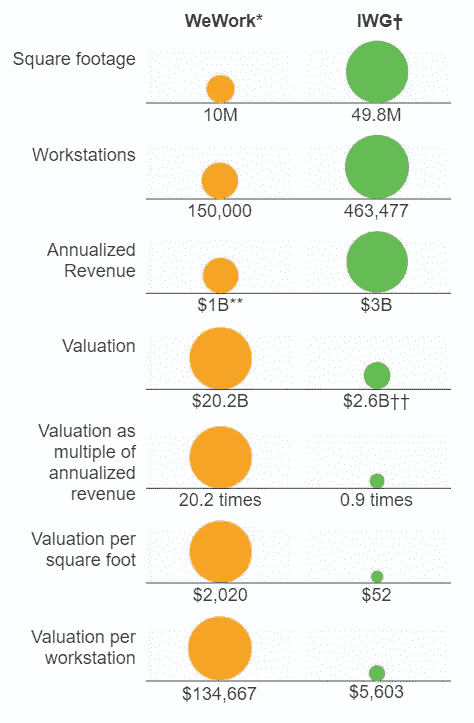 WeWork* IWG†
Square footage
10M 49.8M
Workstations
150,000 463,477
Annualized
Revenue
$1B** $3B
Valuation
$20.2B $2.6B††
Valuation as
multiple of
annualized
revenue
20.2 times 0.9 times
Valuation per
square foot
$2,020 $52
Valuation per
workstation
$134,667 $5,603